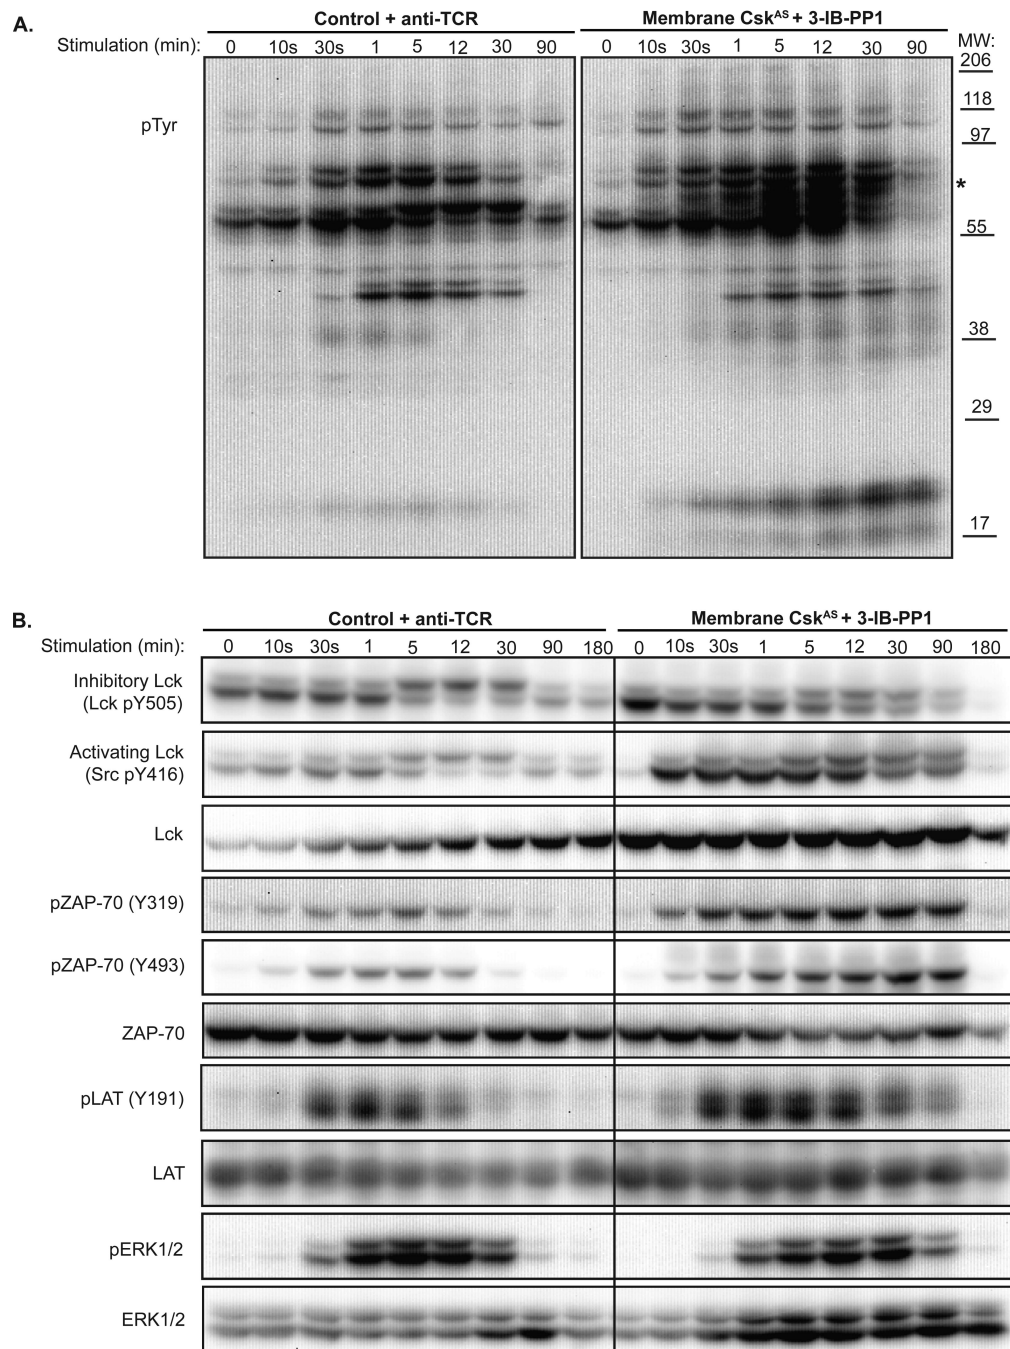 A.
Control + anti-TCR
Membrane Csk^AS + 3-IB-PP1
Stimulation (min): 0 10s 30s 1 5 12 30 90 0 10s 30s 1 5 12 30 90 MW:
206
pTyr
118
97
*
55
38
29
17
B.
Control + anti-TCR
Membrane Csk^AS + 3-IB-PP1
Stimulation (min): 0 10s 30s 1 5 12 30 90 180 0 10s 30s 1 5 12 30 90 180
Inhibitory Lck
(Lck pY505)
Activating Lck
(Src pY416)
Lck
pZAP-70 (Y319)
pZAP-70 (Y493)
ZAP-70
pLAT (Y191)
LAT
pERK1/2
ERK1/2